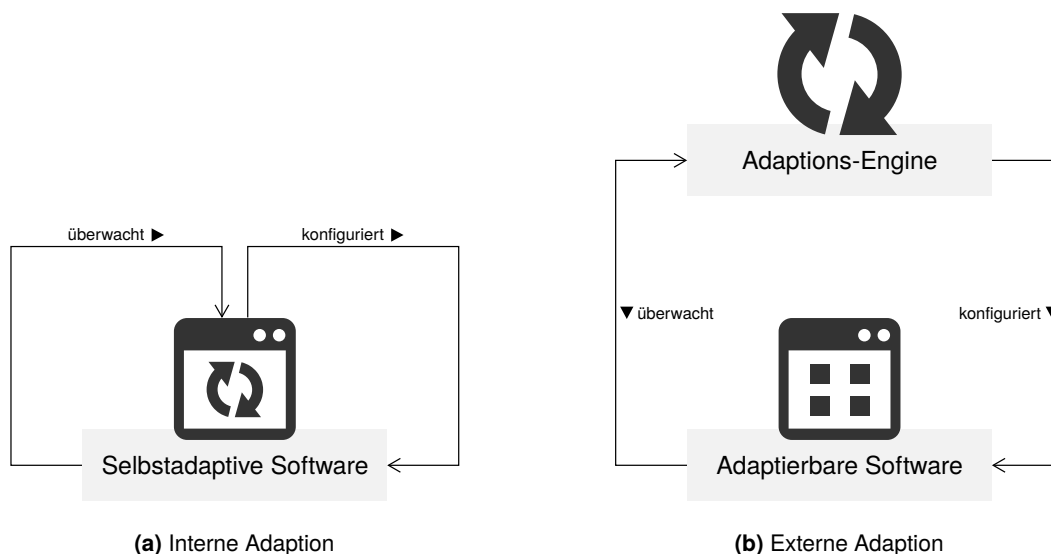 überwacht ▶
konfiguriert ▶
Selbstadaptive Software
(a) Interne Adaption
Adaptions-Engine
▼ überwacht
konfiguriert ▼
Adaptierbare Software
(b) Externe Adaption